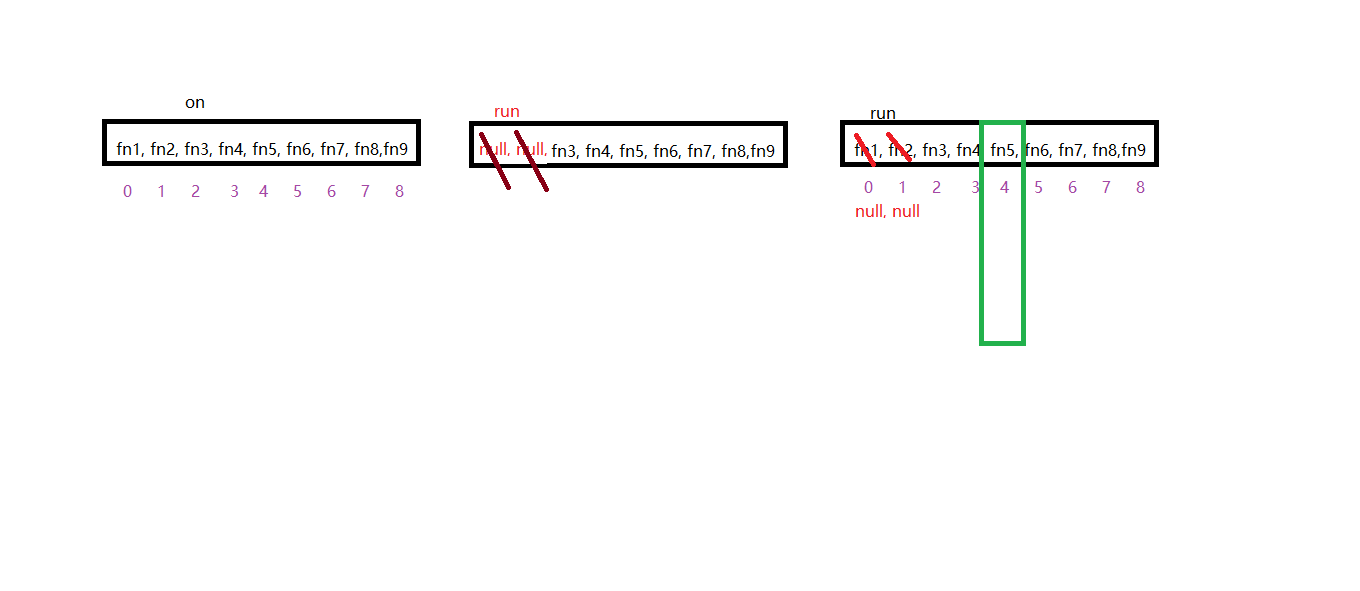 on
fn1, fn2, fn3, fn4, fn5, fn6, fn7, fn8,fn9
0 1 2 3 4 5 6 7 8
run
null, null, fn3, fn4, fn5, fn6, fn7, fn8,fn9
run
fn1, fn2, fn3, fn4, fn5, fn6, fn7, fn8,fn9
0 1 2 3 4 5 6 7 8
null, null